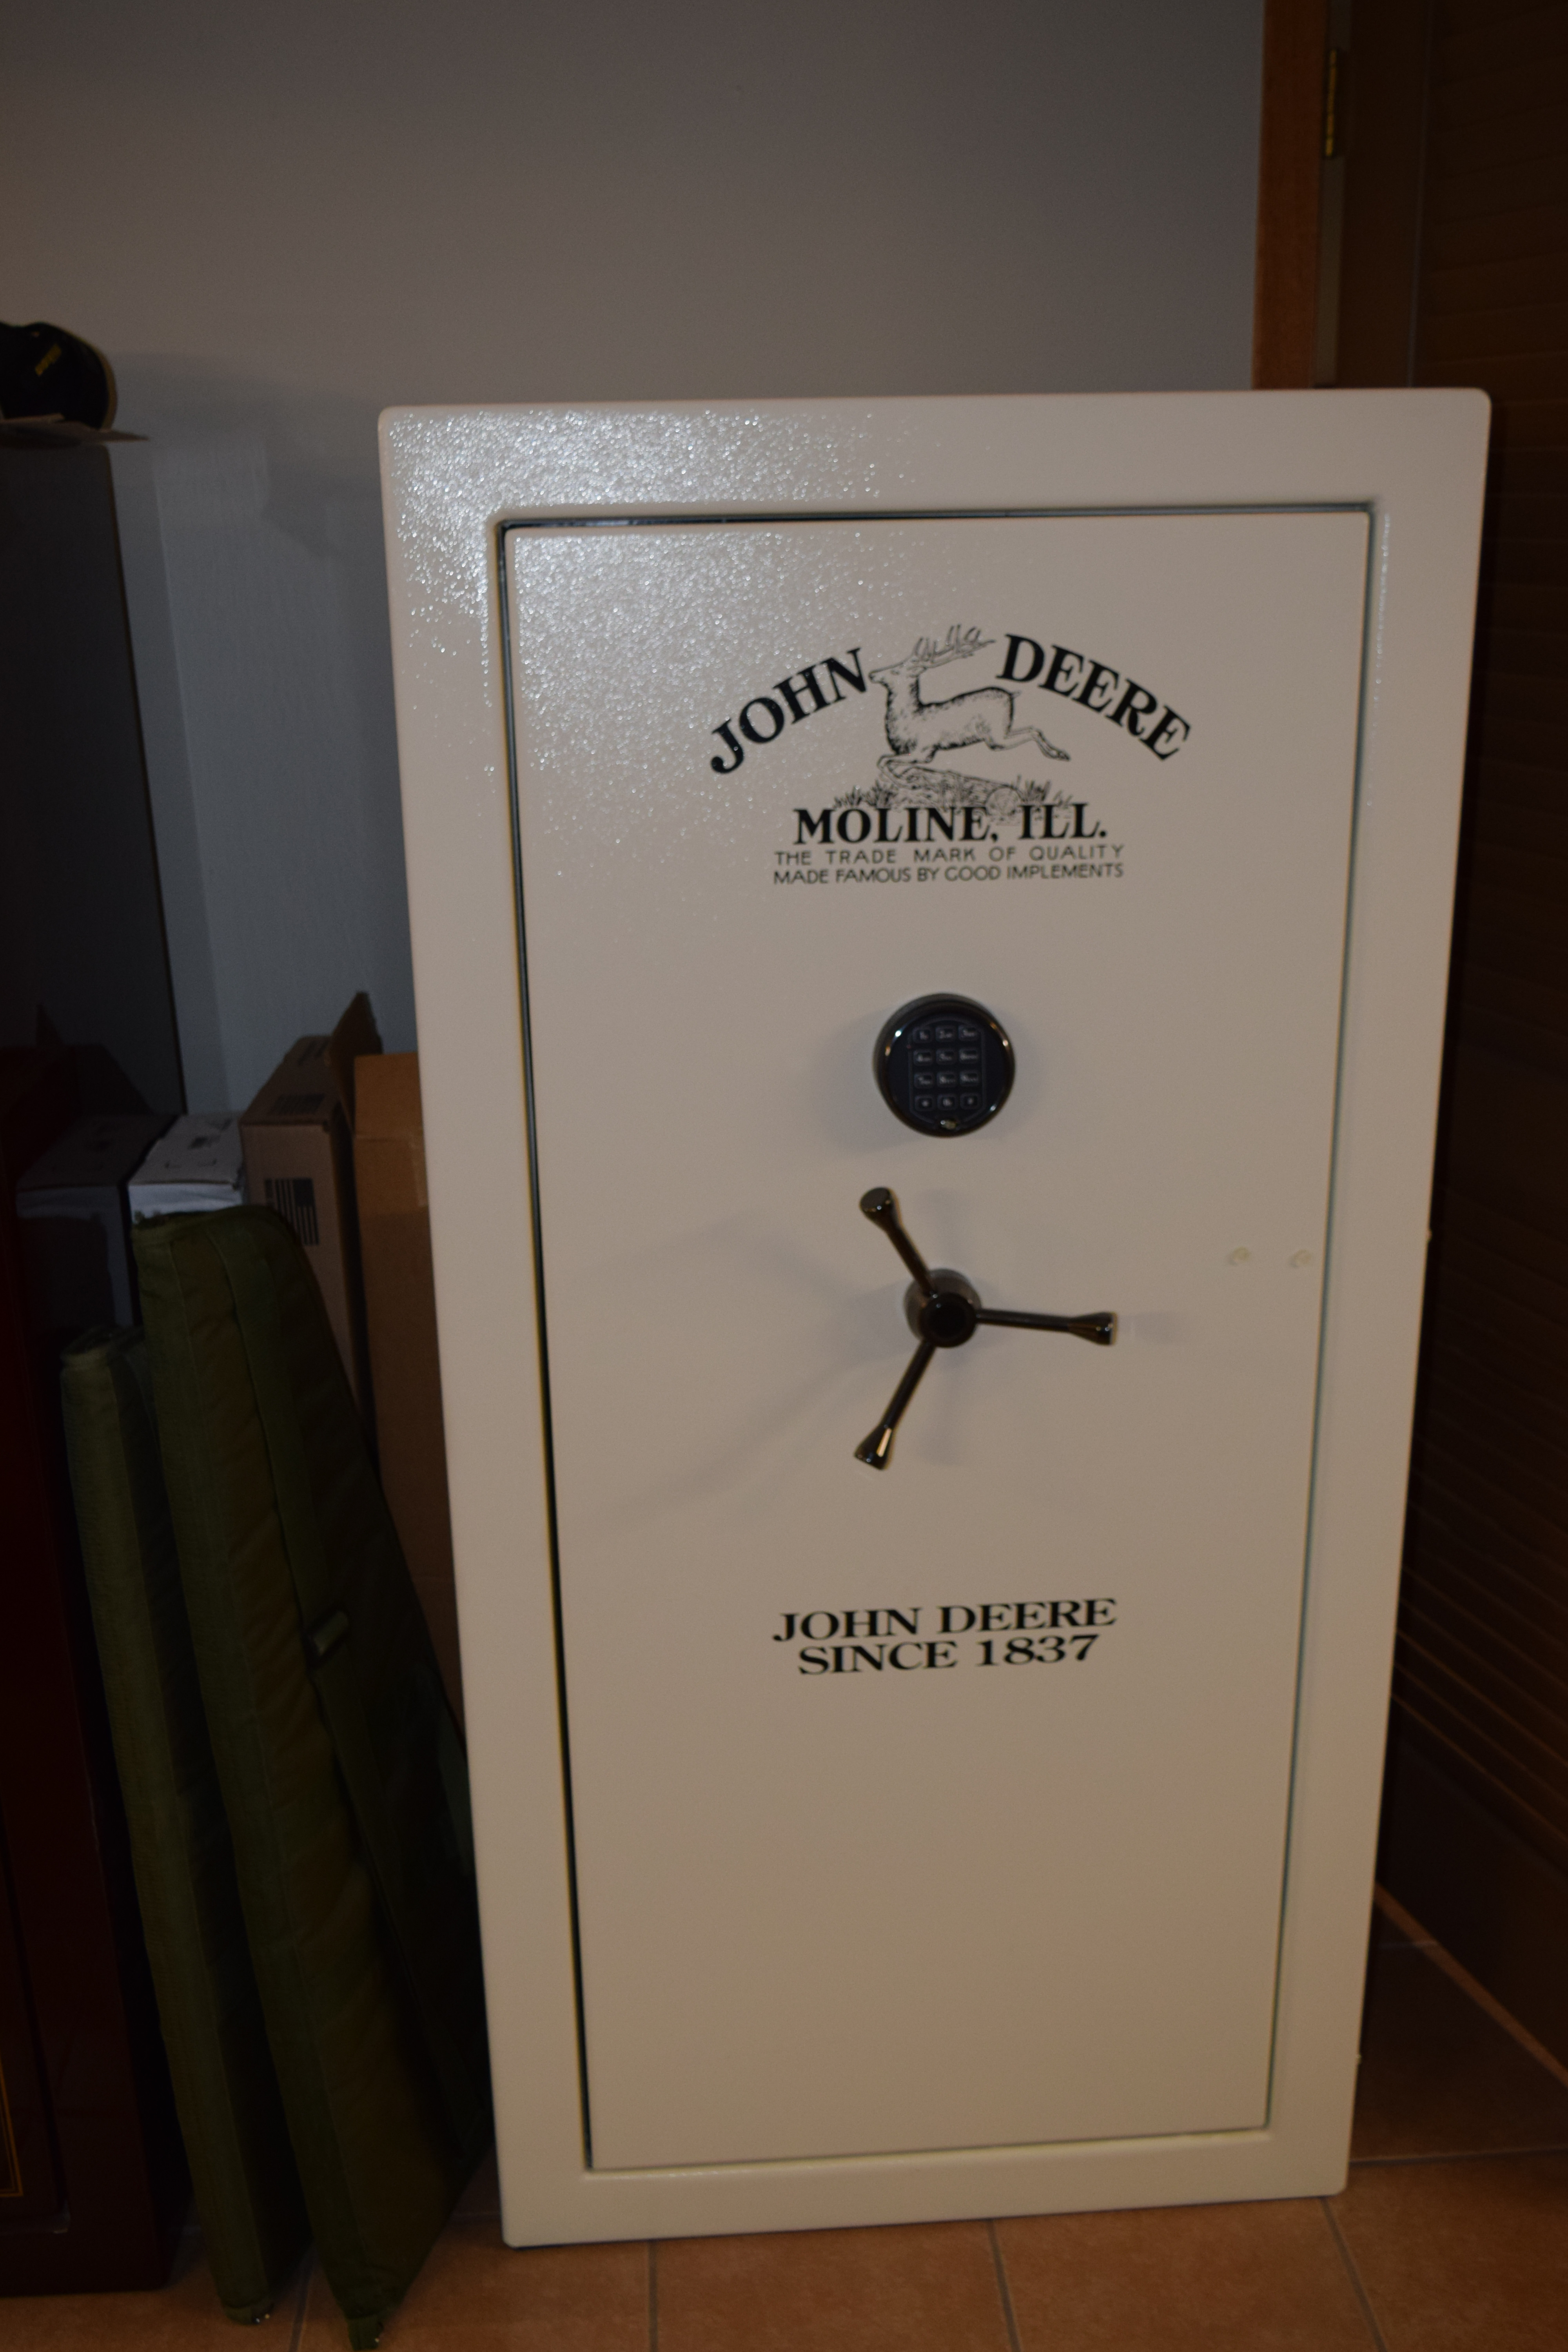 JOHN DEERE
MOLINE, ILL.
THE TRADE MARK OF QUALITY
MADE FAMOUS BY GOOD IMPLEMENTS
JOHN DEERE
SINCE 1837